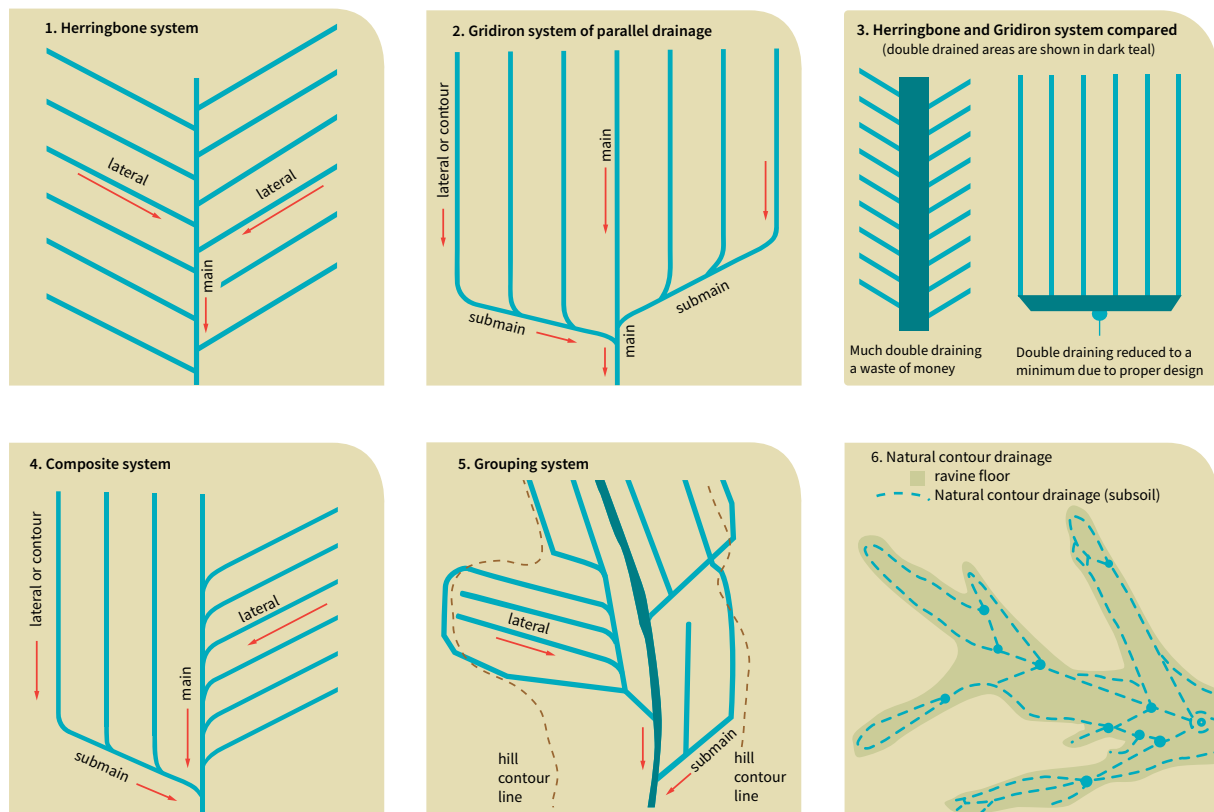 1. Herringbone system
lateral
lateral
main
2. Gridiron system of parallel drainage
lateral or contour
main
submain
submain
main
3. Herringbone and Gridiron system compared
(double drained areas are shown in dark teal)
Much double draining
a waste of money
Double draining reduced to a
minimum due to proper design
4. Composite system
lateral or contour
lateral
main
submain
5. Grouping system
lateral
submain
hill
contour
line
hill
contour
line
6. Natural contour drainage
ravine floor
Natural contour drainage (subsoil)